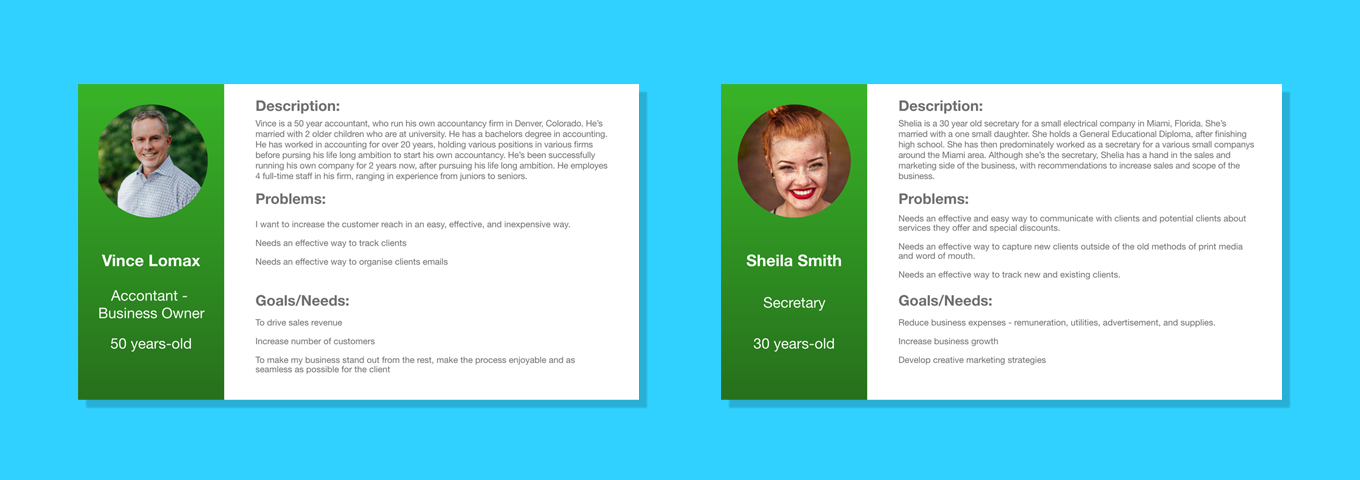 Vince Lomax
Accontant -
Business Owner
50 years-old
Description:
Vince is a 50 year accountant, who run his own accountancy firm in Denver, Colorado. He's
married with 2 older children who are at university. He has a bachelors degree in accounting.
He has worked in accounting for over 20 years, holding various positions in various firms
before pursing his life long ambition to start his own accountancy. He's been successfully
running his own company for 2 years now, after pursuing his life long ambition. He employes
4 full-time staff in his firm, ranging in experience from juniors to seniors.
Problems:
I want to increase the customer reach in an easy, effective, and inexpensive way.
Needs an effective way to track clients
Needs an effective way to organise clients emails
Goals/Needs:
To drive sales revenue
Increase number of customers
To make my business stand out from the rest, make the process enjoyable and as
seamless as possible for the client
Sheila Smith
Secretary
30 years-old
Description:
Shelia is a 30 year old secretary for a small electrical company in Miami, Florida. She's
married with a one small daughter. She holds a General Educational Diploma, after finishing
high school. She has then predominately worked as a secretary for a various small companys
around the Miami area. Although she's the secretary, Shelia has a hand in the sales and
marketing side of the business, with recommendations to increase sales and scope of the
business.
Problems:
Needs an effective and easy way to communicate with clients and potential clients about
services they offer and special discounts.
Needs an effective way to capture new clients outside of the old methods of print media
and word of mouth.
Needs an effective way to track new and existing clients.
Goals/Needs:
Reduce business expenses - remuneration, utilities, advertisement, and supplies.
Increase business growth
Develop creative marketing strategies